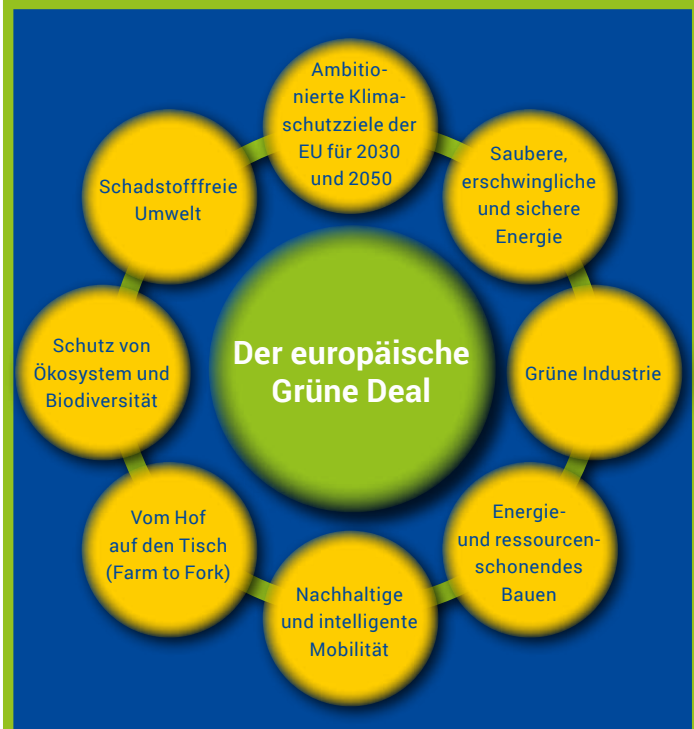 Ambitio-
nierte Klima-
schutzziele der
EU für 2030
und 2050
Saubere,
erschwingliche
und sichere
Energie
Grüne Industrie
Energie-
und ressourcen-
schonendes
Bauen
Nachhaltige
und intelligente
Mobilität
Vom Hof
auf den Tisch
(Farm to Fork)
Schutz von
Ökosystem und
Biodiversität
Schadstofffreie
Umwelt
Der europäische
Grüne Deal